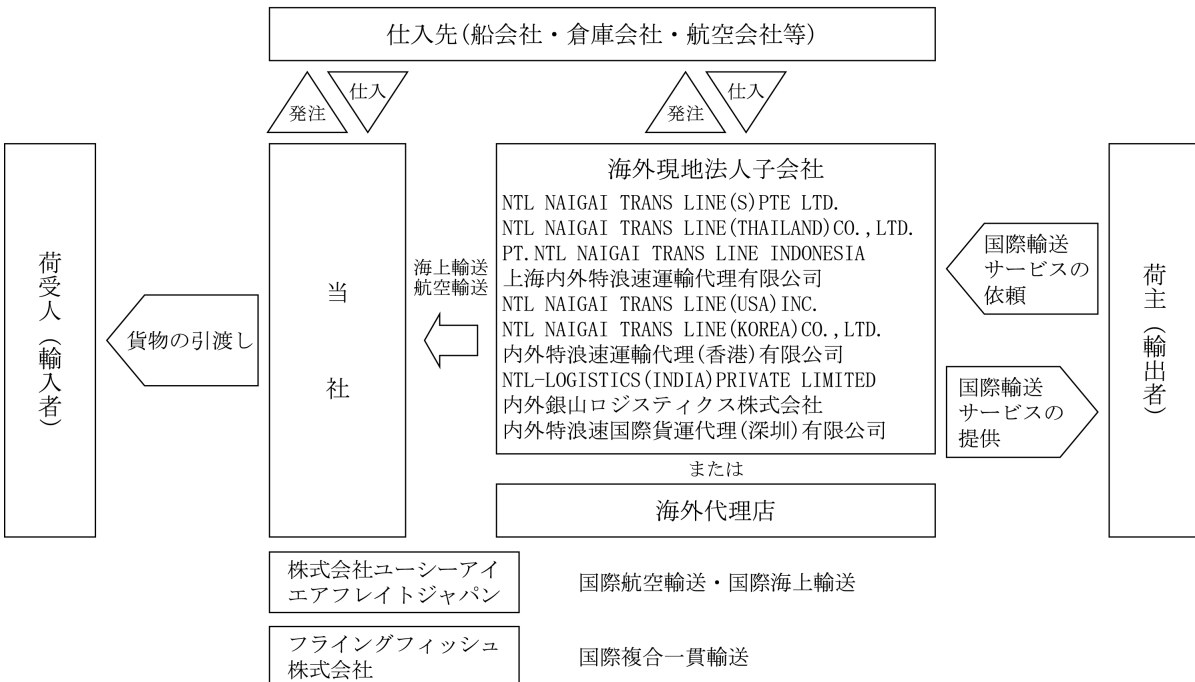 仕入先(船会社・倉庫会社・航空会社等)
発注
仕入
発注
仕入
荷受人(輸入者)
貨物の引渡し
当社
海上輸送
航空輸送
海外現地法人子会社
NTL NAIGAI TRANS LINE(S)PTE LTD.
NTL NAIGAI TRANS LINE(THAILAND)CO.,LTD.
PT.NTL NAIGAI TRANS LINE INDONESIA
上海内外特浪速運輸代理有限公司
NTL NAIGAI TRANS LINE(USA)INC.
NTL NAIGAI TRANS LINE(KOREA)CO.,LTD.
内外特浪速運輸代理(香港)有限公司
NTL-LOGISTICS(INDIA)PRIVATE LIMITED
内外銀山ロジスティクス株式会社
内外特浪速国際貨運代理(深圳)有限公司
または
海外代理店
国際輸送
サービスの
依頼
国際輸送
サービスの
提供
荷主(輸出者)
株式会社ユーシーアイ
エアフレイトジャパン
国際航空輸送・国際海上輸送
フライングフィッシュ
株式会社
国際複合一貫輸送